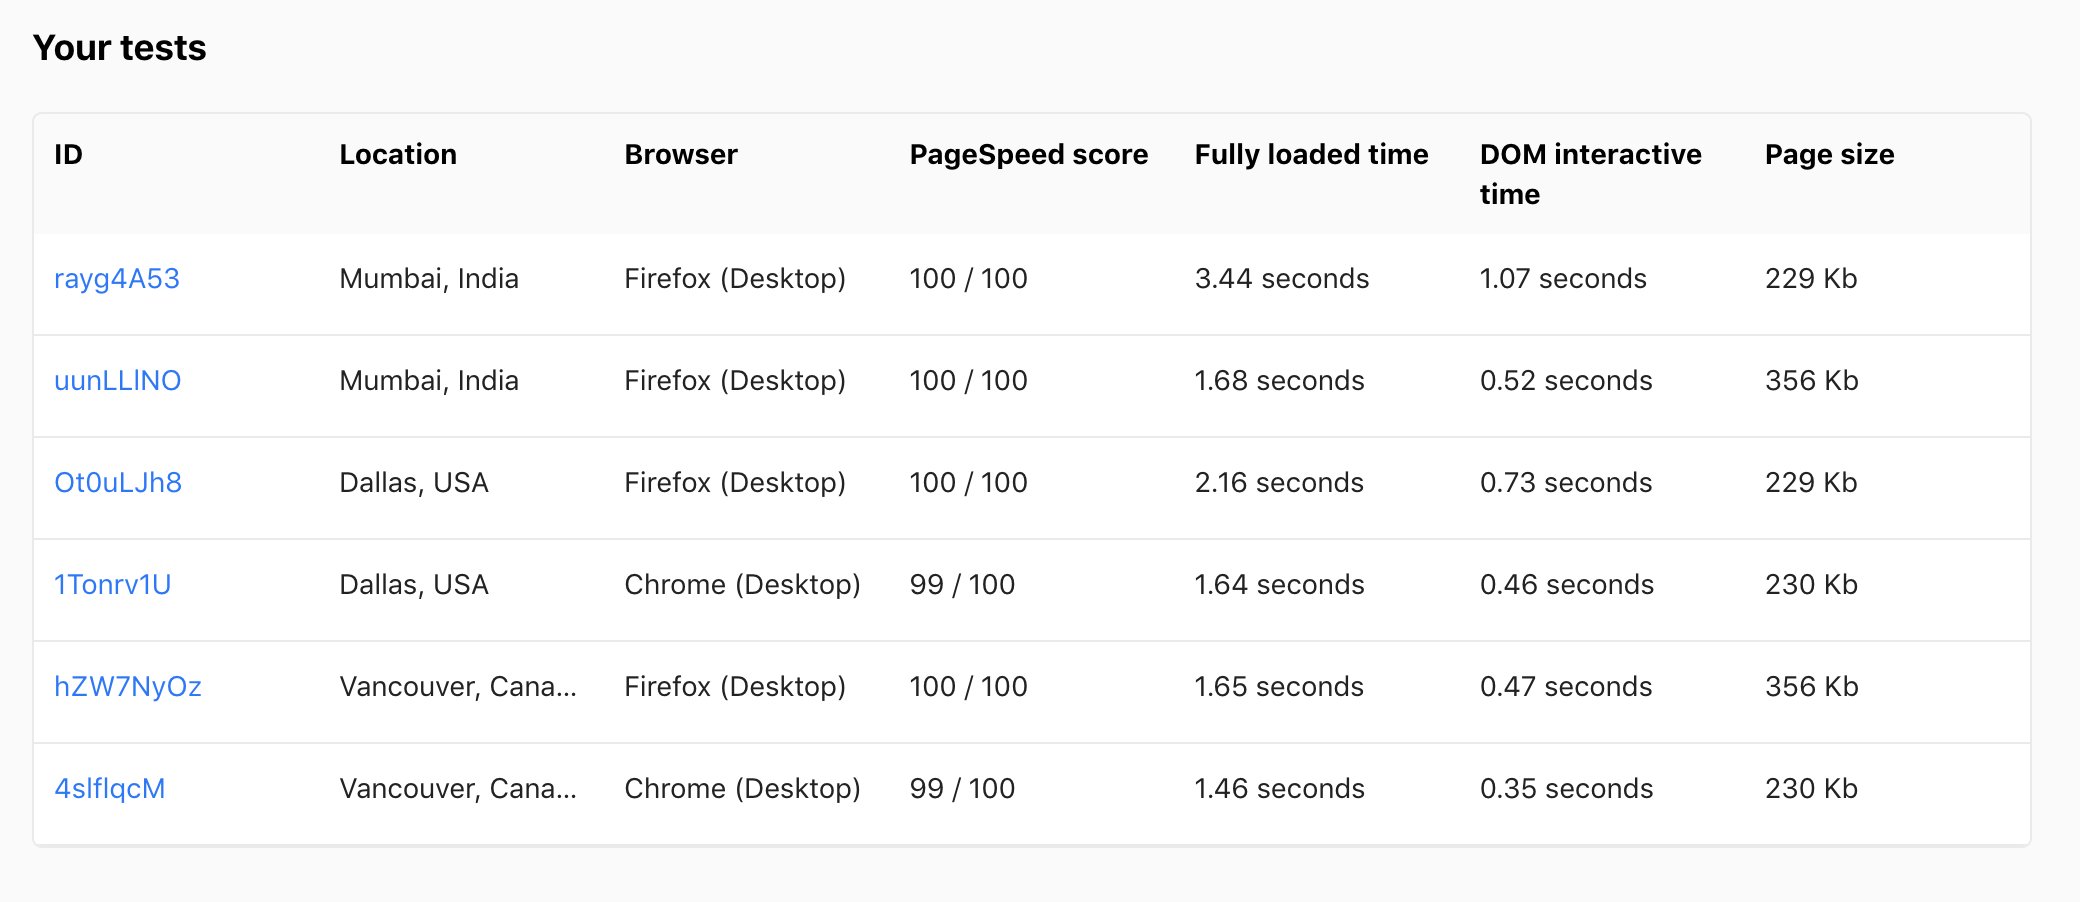 Your tests
ID Location Browser PageSpeed score Fully loaded time DOM interactive time Page size
rayg4A53 Mumbai, India Firefox (Desktop) 100 / 100 3.44 seconds 1.07 seconds 229 Kb
uunLLlNO Mumbai, India Firefox (Desktop) 100 / 100 1.68 seconds 0.52 seconds 356 Kb
Ot0uLJh8 Dallas, USA Firefox (Desktop) 100 / 100 2.16 seconds 0.73 seconds 229 Kb
1Tonrv1U Dallas, USA Chrome (Desktop) 99 / 100 1.64 seconds 0.46 seconds 230 Kb
hZW7NyOz Vancouver, Cana... Firefox (Desktop) 100 / 100 1.65 seconds 0.47 seconds 356 Kb
4slflqcM Vancouver, Cana... Chrome (Desktop) 99 / 100 1.46 seconds 0.35 seconds 230 Kb